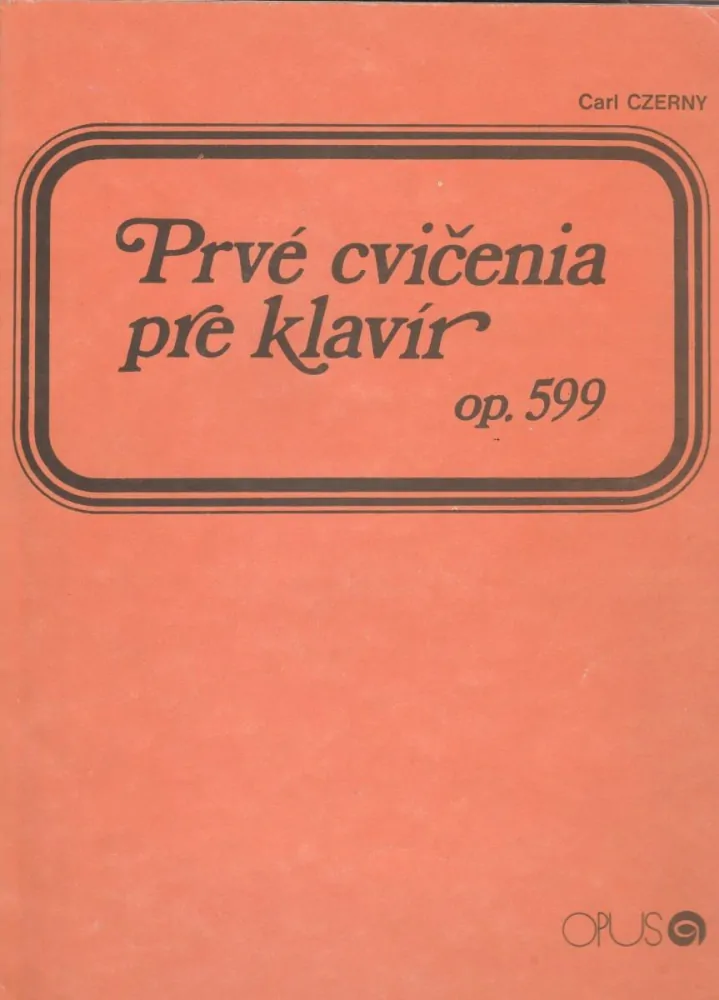 Carl CZERNY
Prvé cvičenia
pre klavír
op. 599
OPUS